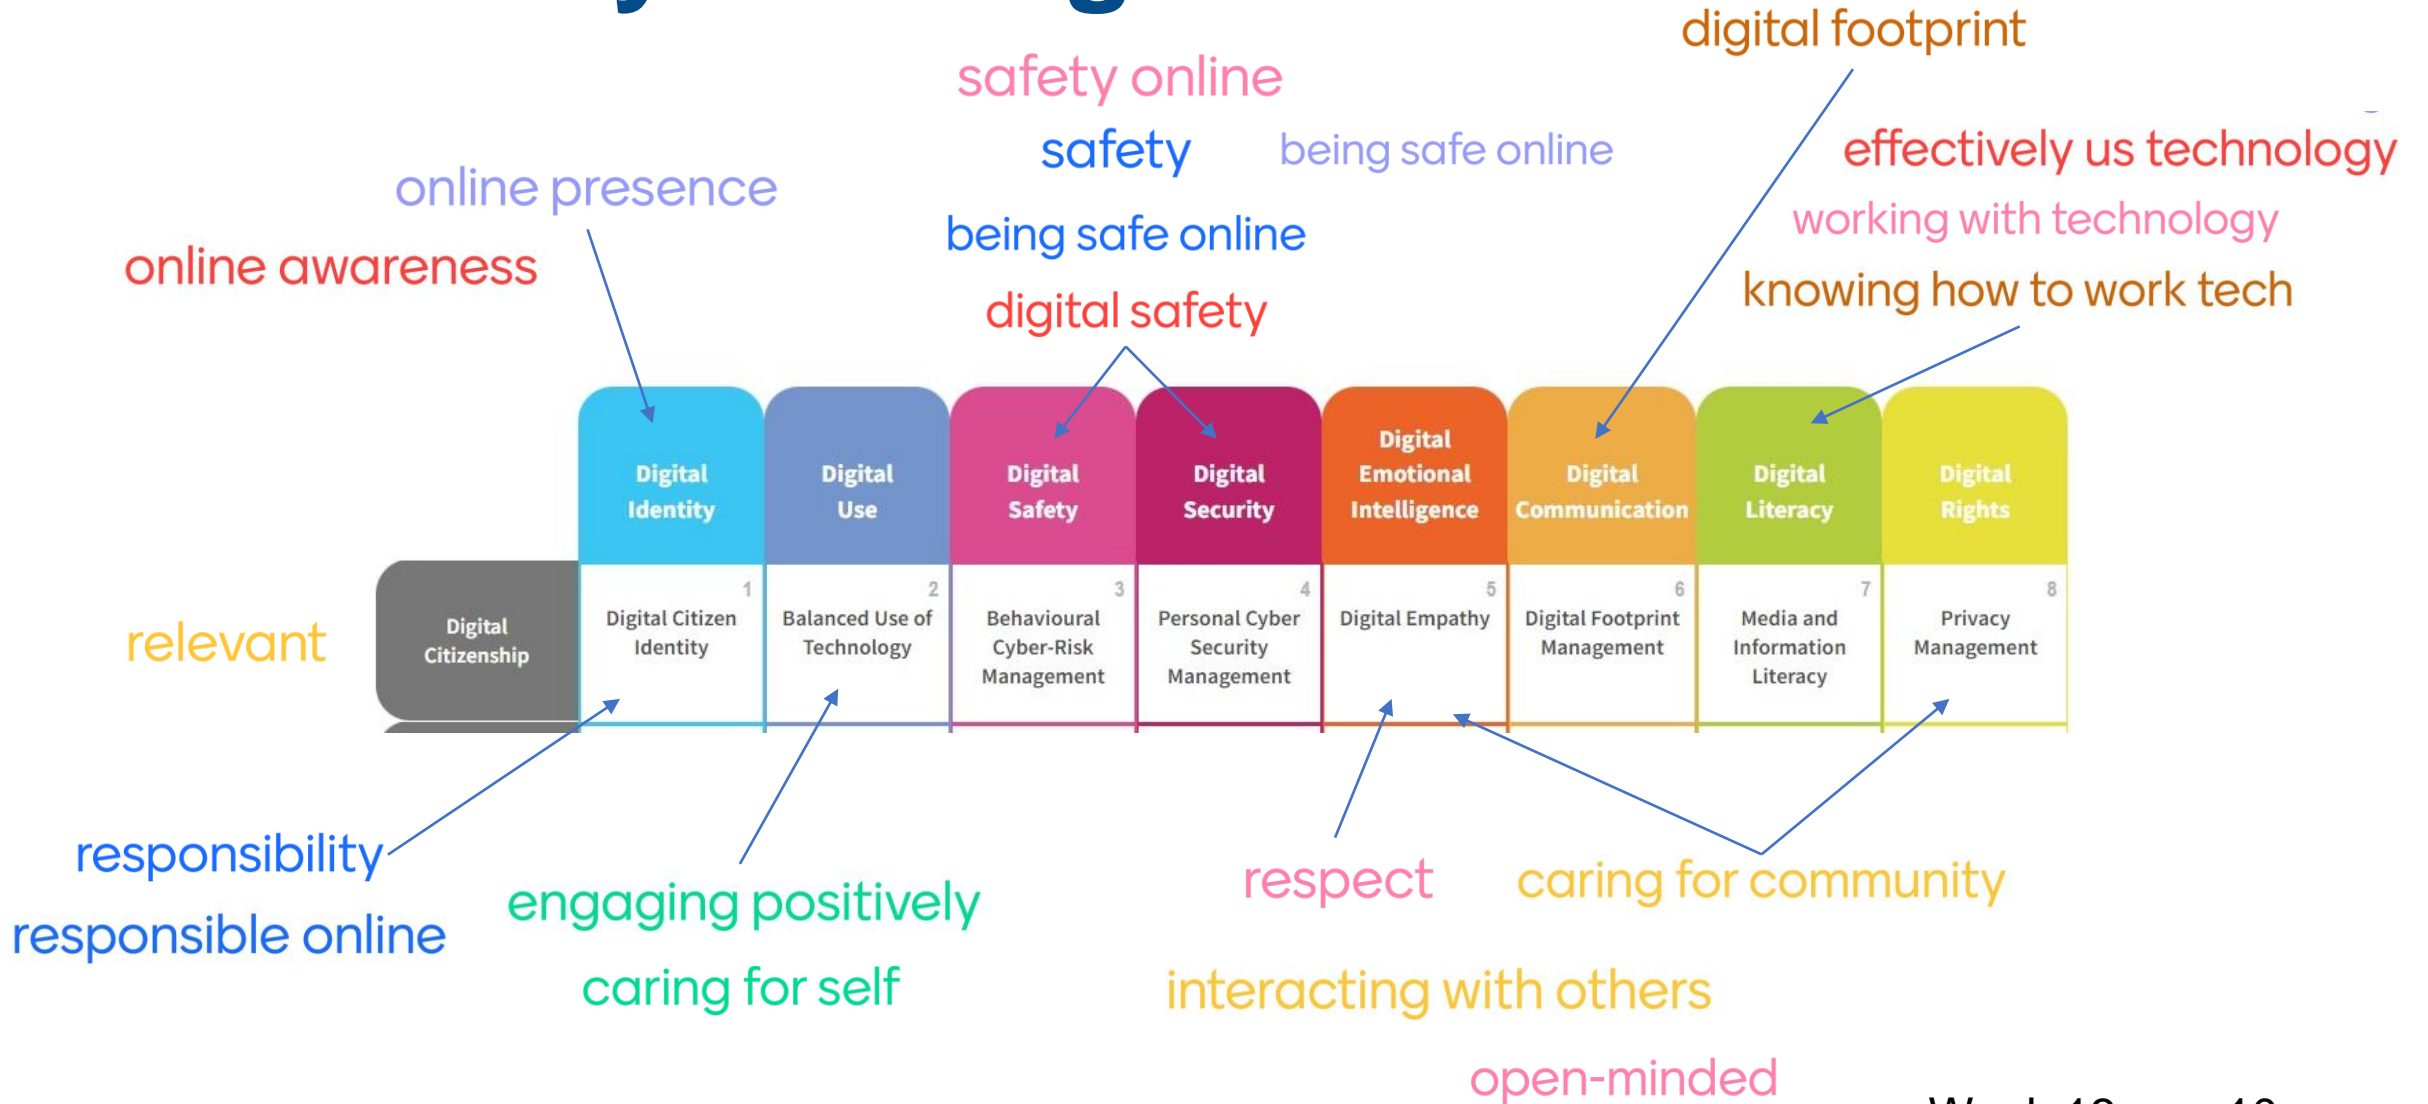 digital footprint
safety online
safety
being safe online
effectively us technology
online presence
working with technology
being safe online
online awareness
knowing how to work tech
digital safety
Digital
Identity
Digital
Use
Digital
Safety
Digital
Security
Digital
Emotional
Intelligence
Digital
Communication
Digital
Literacy
Digital
Rights
relevant
Digital
Citizenship
1
Digital Citizen
Identity
2
Balanced Use of
Technology
3
Behavioural
Cyber-Risk
Management
4
Personal Cyber
Security
Management
5
Digital Empathy
6
Digital Footprint
Management
7
Media and
Information
Literacy
8
Privacy
Management
responsibility
responsible online
engaging positively
caring for self
respect
caring for community
interacting with others
open-minded